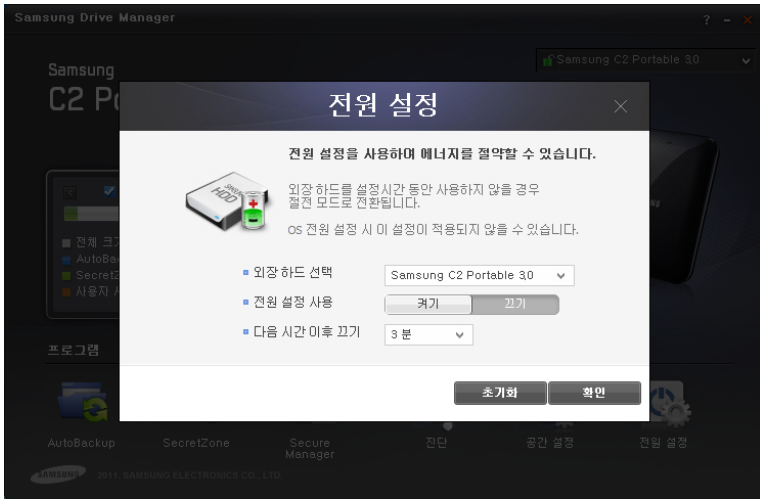 Samsung Drive Manager
? - ×
Samsung
Samsung C2 Portable 3.0
C2 P
전원 설정
전원 설정을 사용하여 에너지를 절약할 수 있습니다.
외장 하드를 설정시간 동안 사용하지 않을 경우
절전 모드로 전환됩니다.
OS 전원 설정 시 이 설정이 적용되지 않을 수 있습니다.
SAMSUNG
HDD
전체 크
AutoBa
SecretZ
사용자
외장 하드 선택
Samsung C2 Portable 3.0
전원 설정 사용
켜기
끄기
다음 시간 이후 끄기
3 분
초기화
확인
프로그램
AutoBackup
SecretZone
Secure
Manager
진단
공간 설정
전원 설정
SAMSUNG
2011. SAMSUNG ELECTRONICS CO., LTD.